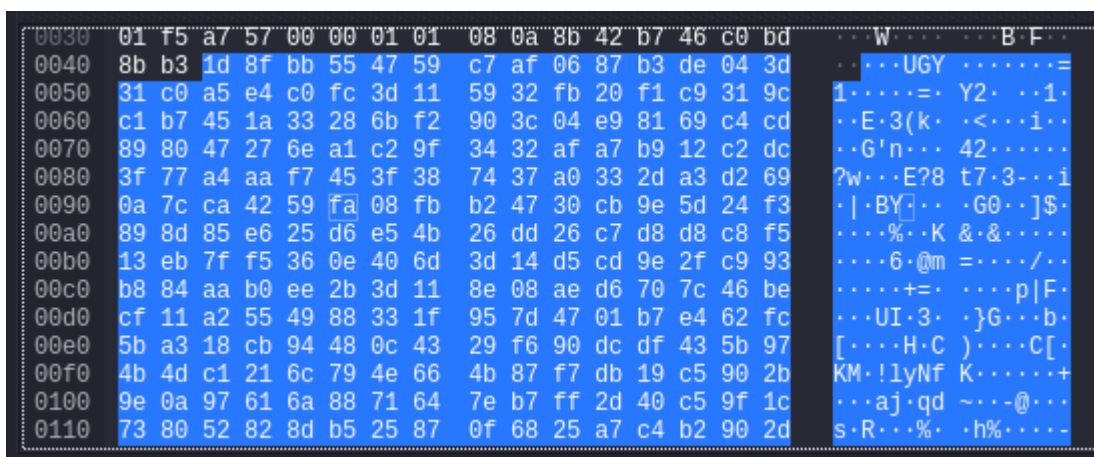 0030 01 f5 a7 57 00 00 01 01 08 0a 8b 42 b7 46 c0 bd ···W···· ···B·F··
0040 8b b3 1d 8f bb 55 47 59 c7 af 06 87 b3 de 04 3d ·····UGY ·······=
0050 31 c0 a5 e4 c0 fc 3d 11 59 32 fb 20 f1 c9 31 9c 1·····=· Y2· ··1·
0060 c1 b7 45 1a 33 28 6b f2 90 3c 04 e9 81 69 c4 cd ··E·3(k· ·<···i··
0070 89 80 47 27 6e a1 c2 9f 34 32 af a7 b9 12 c2 dc ··G'n··· 42······
0080 3f 77 a4 aa f7 45 3f 38 74 37 a0 33 2d a3 d2 69 ?w···E?8 t7·3-··i
0090 0a 7c ca 42 59 fa 08 fb b2 47 30 cb 9e 5d 24 f3 ·|·BY··· ·G0··]$·
00a0 89 8d 85 e6 25 d6 e5 4b 26 dd 26 c7 d8 d8 c8 f5 ····%··K &·&·····
00b0 13 eb 7f f5 36 0e 40 6d 3d 14 d5 cd 9e 2f c9 93 ····6·@m =····/··
00c0 b8 84 aa b0 ee 2b 3d 11 8e 08 ae d6 70 7c 46 be ·····+=· ····p|F·
00d0 cf 11 a2 55 49 88 33 1f 95 7d 47 01 b7 e4 62 fc ···UI·3· ·}G···b·
00e0 5b a3 18 cb 94 48 0c 43 29 f6 90 dc df 43 5b 97 [····H·C )····C[·
00f0 4b 4d c1 21 6c 79 4e 66 4b 87 f7 db 19 c5 90 2b KM·!lyNf K······+
0100 9e 0a 97 61 6a 88 71 64 7e b7 ff 2d 40 c5 9f 1c ···aj·qd ~··-@···
0110 73 80 52 82 8d b5 25 87 0f 68 25 a7 c4 b2 90 2d s·R···%· ·h%····-